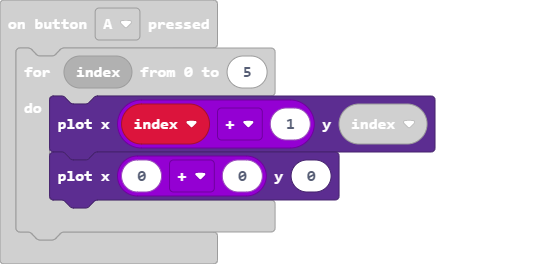 on button A pressed
for index from 0 to 5
do
plot x index + 1 y index
plot x 0 + 0 y 0